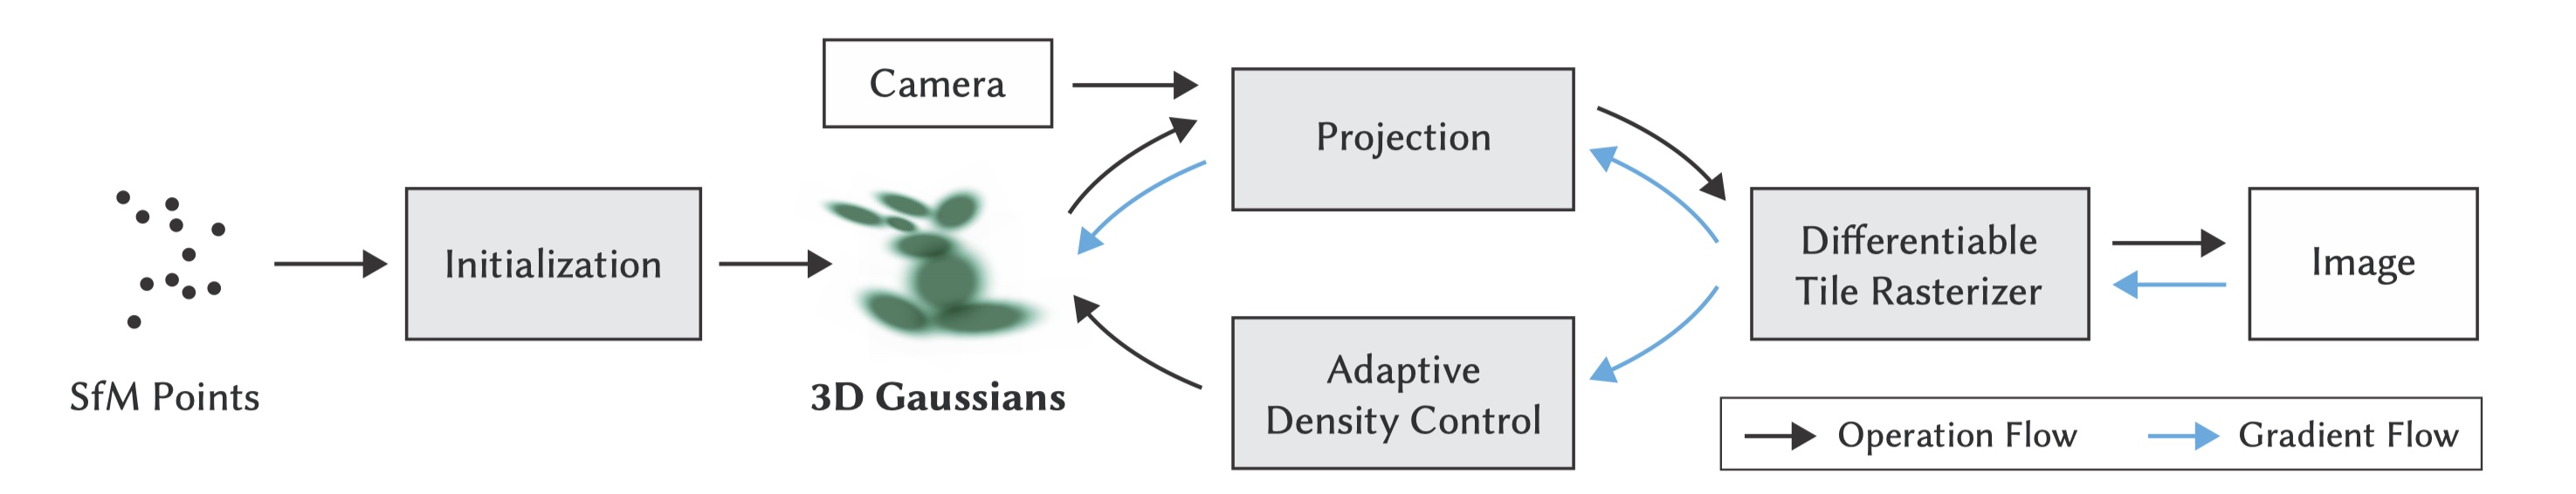 SfM Points
Initialization
3D Gaussians
Camera
Projection
Adaptive
Density Control
Differentiable
Tile Rasterizer
Image
Operation Flow
Gradient Flow